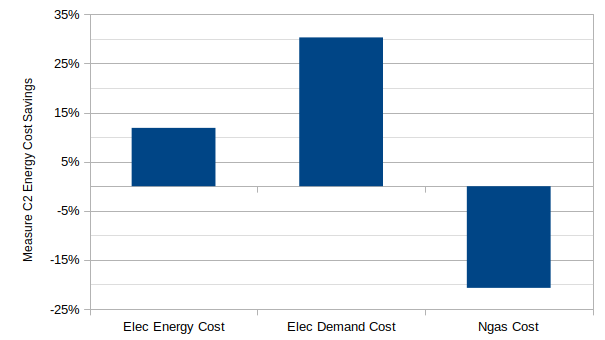 Measure C2 Energy Cost Savings
35%
25%
15%
5%
-5%
-15%
-25%
Elec Energy Cost
Elec Demand Cost
Ngas Cost